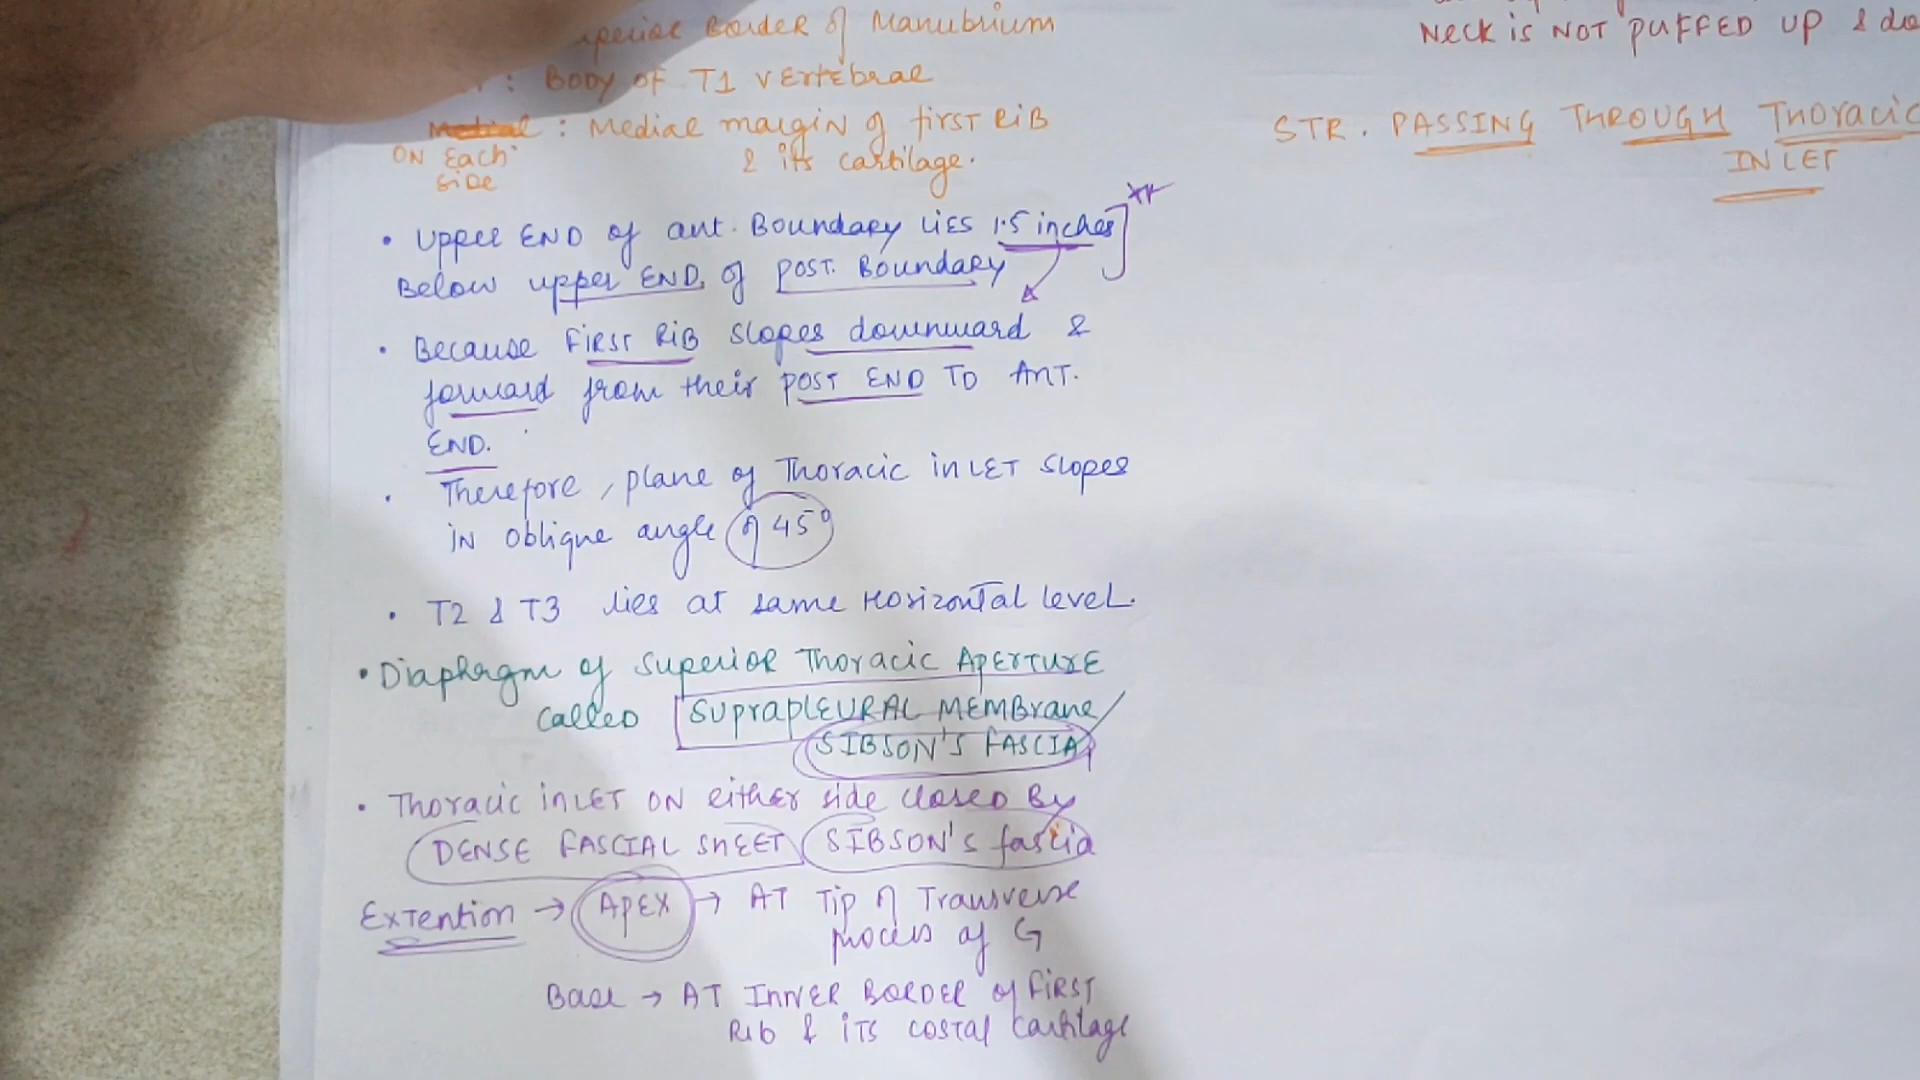 Superior Border of Manubrium
: Body of T1 vertebrae
Medial : Medial margin of first Rib
ON Each side & its cartilage.
• Upper END of ant. Boundary lies 1.5 inches] **
Below upper END of POST. Boundary
• Because First Rib slopes downward &
forward from their post END TO ANT.
END.
• Therefore, plane of Thoracic inlet slopes
in oblique angle of 45°
• T2 & T3 lies at same Horizontal level.
• Diaphragm of Superior Thoracic Aperture
called Suprapleural Membrane/
SIBSON'S FASCIA
• Thoracic inlet on either side closed By
DENSE FASCIAL SHEET SIBSON's fascia
Extention → Apex → AT Tip of Transverse
process of C7
Base → AT INNER BORDER of First
Rib & its costal Cartilage
Neck is NOT puffed up & do
STR. PASSING THROUGH Thoracic
INLET